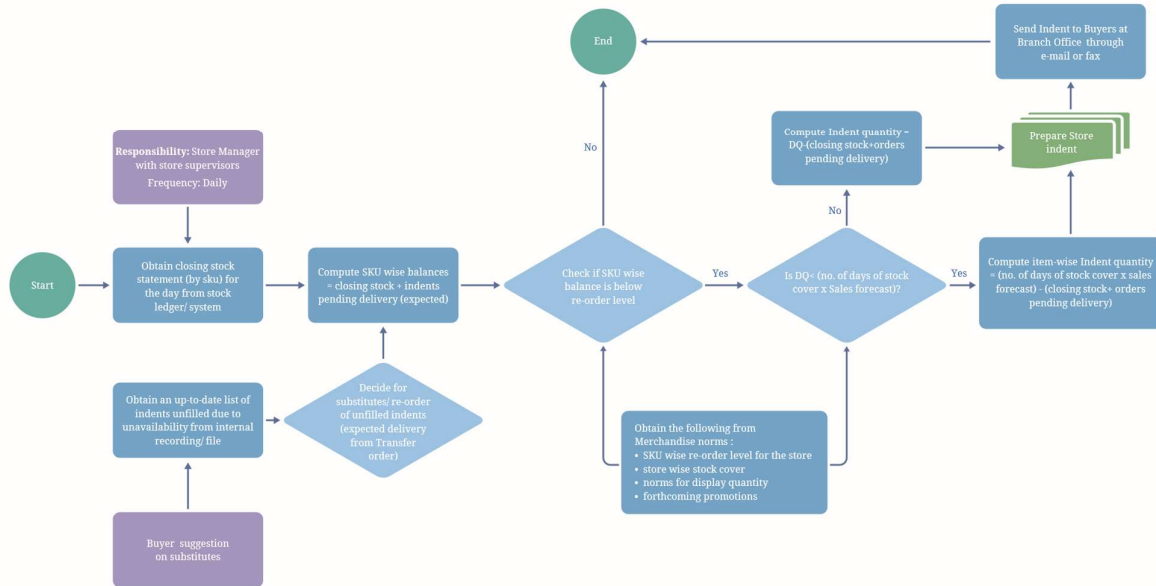 End
Send Indent to Buyers at
Branch Office through
e-mail or fax
Responsibility: Store Manager
with store supervisors
Frequency: Daily
No
Compute Indent quantity =
DQ-(closing stock+orders
pending delivery)
Prepare Store
indent
No
Start
Obtain closing stock
statement (by sku) for
the day from stock
ledger/ system
Compute SKU wise balances
= closing stock + indents
pending delivery (expected)
Check if SKU wise
balance is below
re-order level
Yes
Is DQ< (no. of days of stock
cover x Sales forecast)?
Yes
Compute item-wise Indent quantity
= (no. of days of stock cover x sales
forecast) - (closing stock+ orders
pending delivery)
Obtain an up-to-date list of
indents unfilled due to
unavailability from internal
recording/ file
Decide for
substitutes/ re-order
of unfilled indents
(expected delivery
from Transfer
order)
Obtain the following from
Merchandise norms :
• SKU wise re-order level for the store
• store wise stock cover
• norms for display quantity
• forthcoming promotions
Buyer suggestion
on substitutes